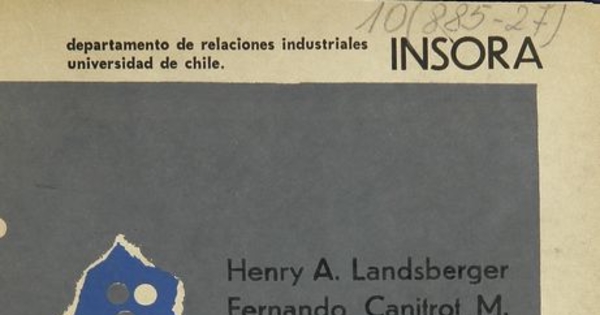 10(885-27)
departamento de relaciones industriales
universidad de chile.
INSORA
Henry A. Landsberger
Fernando Canitrot M.